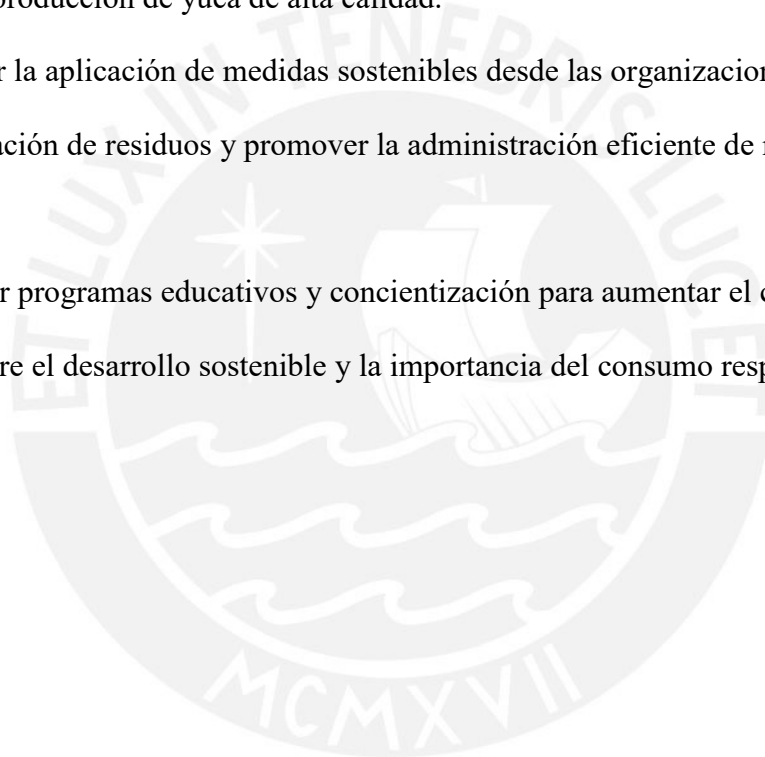 producción de yuca de alta calidad.
r la aplicación de medidas sostenibles desde las organizacion
ación de residuos y promover la administración eficiente de
r programas educativos y concientización para aumentar el
re el desarrollo sostenible y la importancia del consumo resp
ET LUX IN TENEBRIS LUCET
MCMXVII